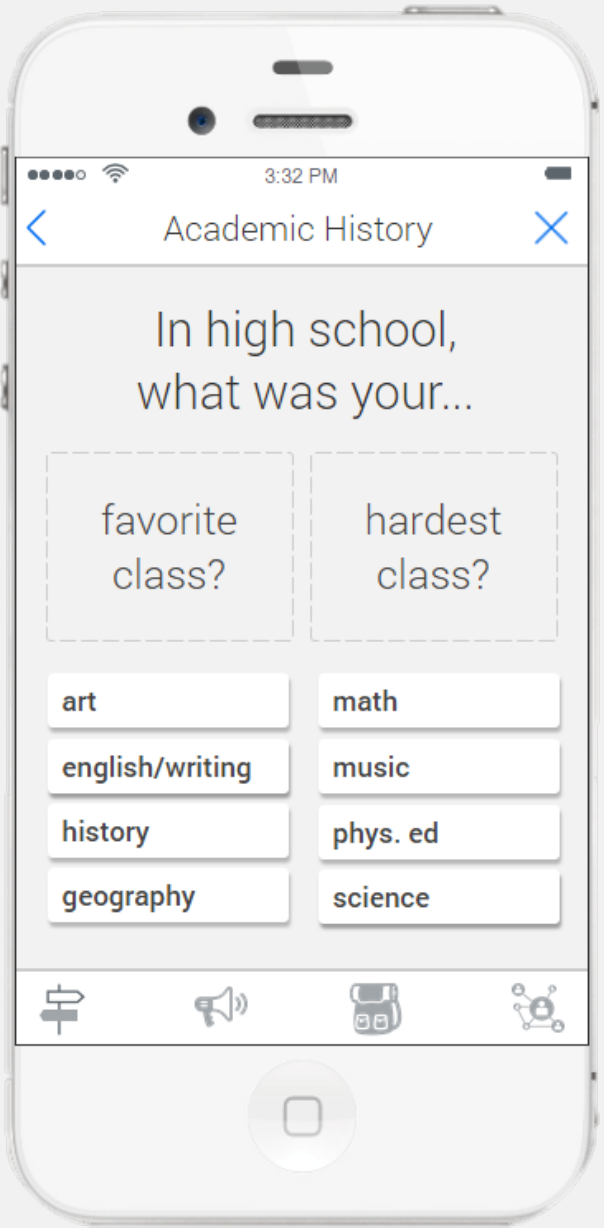 3:32 PM
Academic History
In high school,
what was your...
favorite
class?
hardest
class?
art
math
english/writing
music
history
phys. ed
geography
science